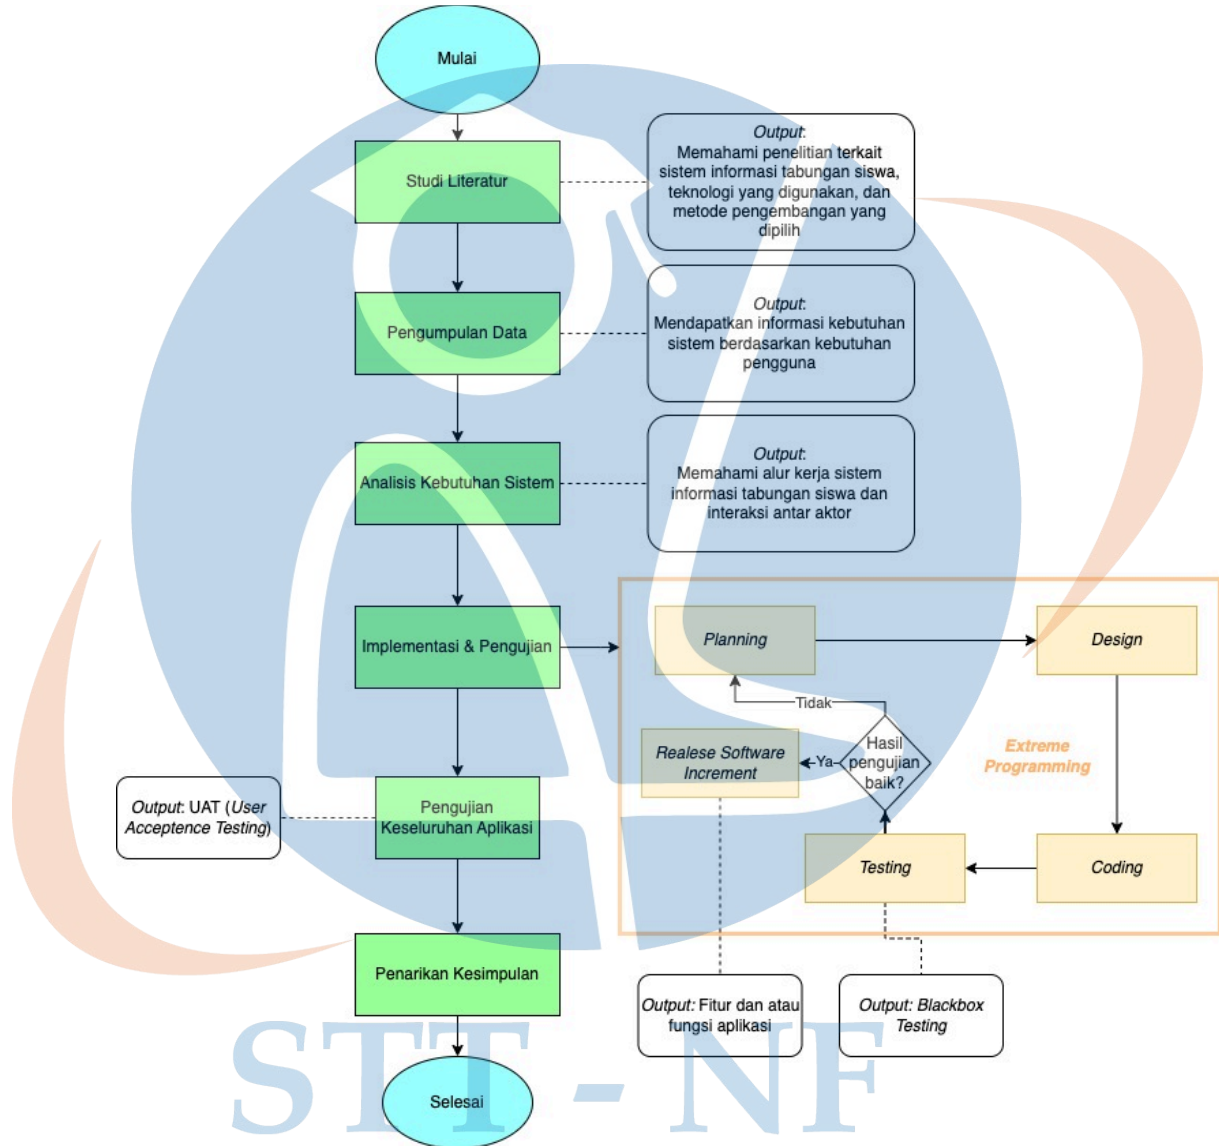 Mulai
Studi Literatur
Output:
Memahami penelitian terkait
sistem informasi tabungan siswa,
teknologi yang digunakan, dan
metode pengembangan yang
dipilih
Pengumpulan Data
Output:
Mendapatkan informasi kebutuhan
sistem berdasarkan kebutuhan
pengguna
Analisis Kebutuhan Sistem
Output:
Memahami alur kerja sistem
informasi tabungan siswa dan
interaksi antar aktor
Implementasi & Pengujian
Planning
Design
Tidak
Hasil
pengujian
baik?
Ya
Realese Software
Increment
Extreme
Programming
Testing
Coding
Output: UAT (User
Acceptence Testing)
Pengujian
Keseluruhan Aplikasi
Penarikan Kesimpulan
Output: Fitur dan atau
fungsi aplikasi
Output: Blackbox
Testing
Selesai
STT - NF